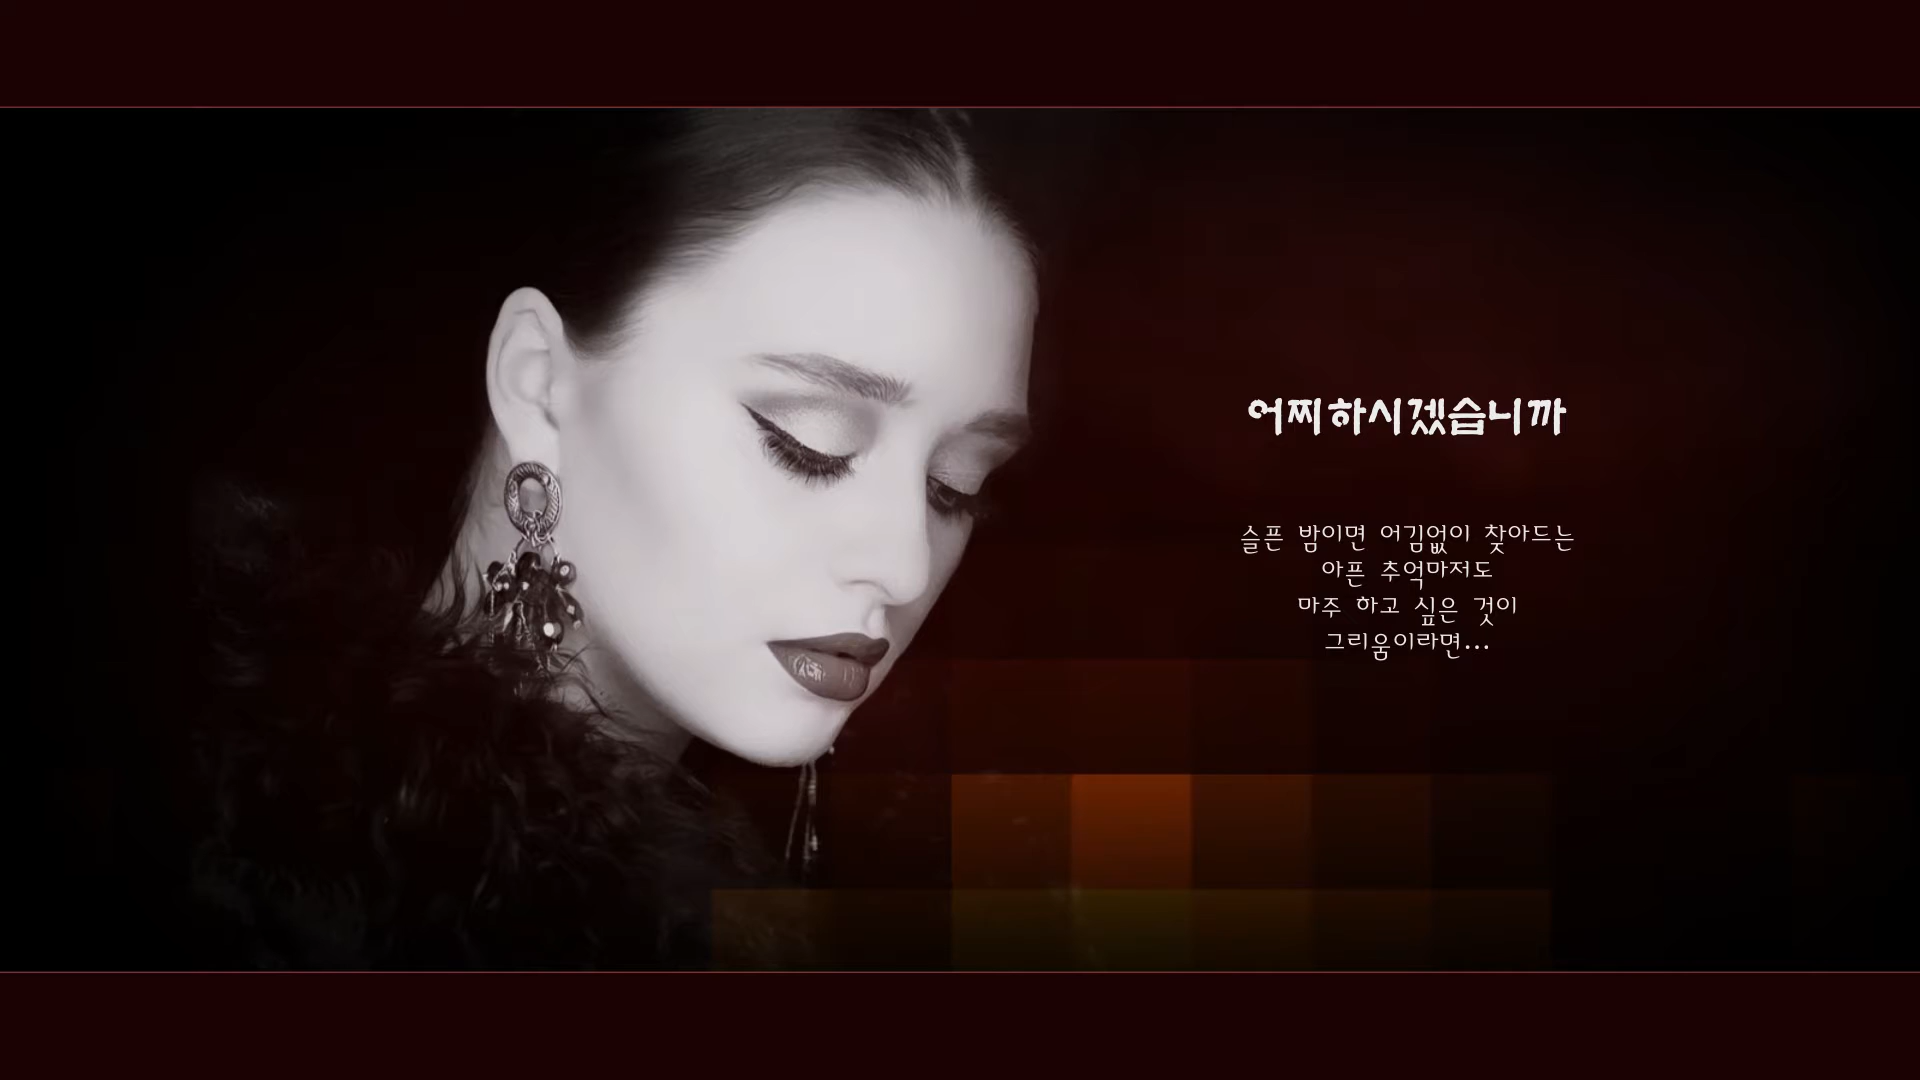 어찌하시겠습니까
슬픈 밤이면 어김없이 찾아드는
아픈 추억마저도
마주 하고 싶은 것이
그리움이라면...